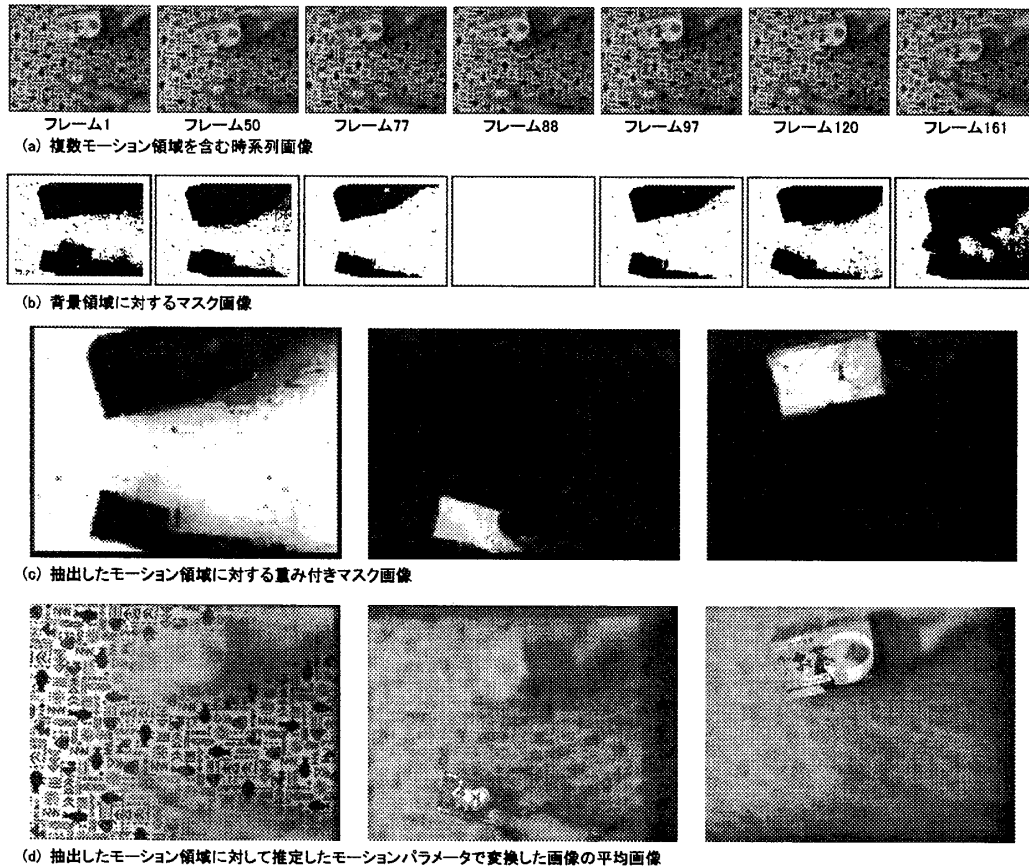 フレーム1 フレーム50 フレーム77 フレーム88 フレーム97 フレーム120 フレーム161
(a) 複数モーション領域を含む時系列画像
(b) 背景領域に対するマスク画像
(c) 抽出したモーション領域に対する重み付きマスク画像
(d) 抽出したモーション領域に対して推定したモーションパラメータで変換した画像の平均画像